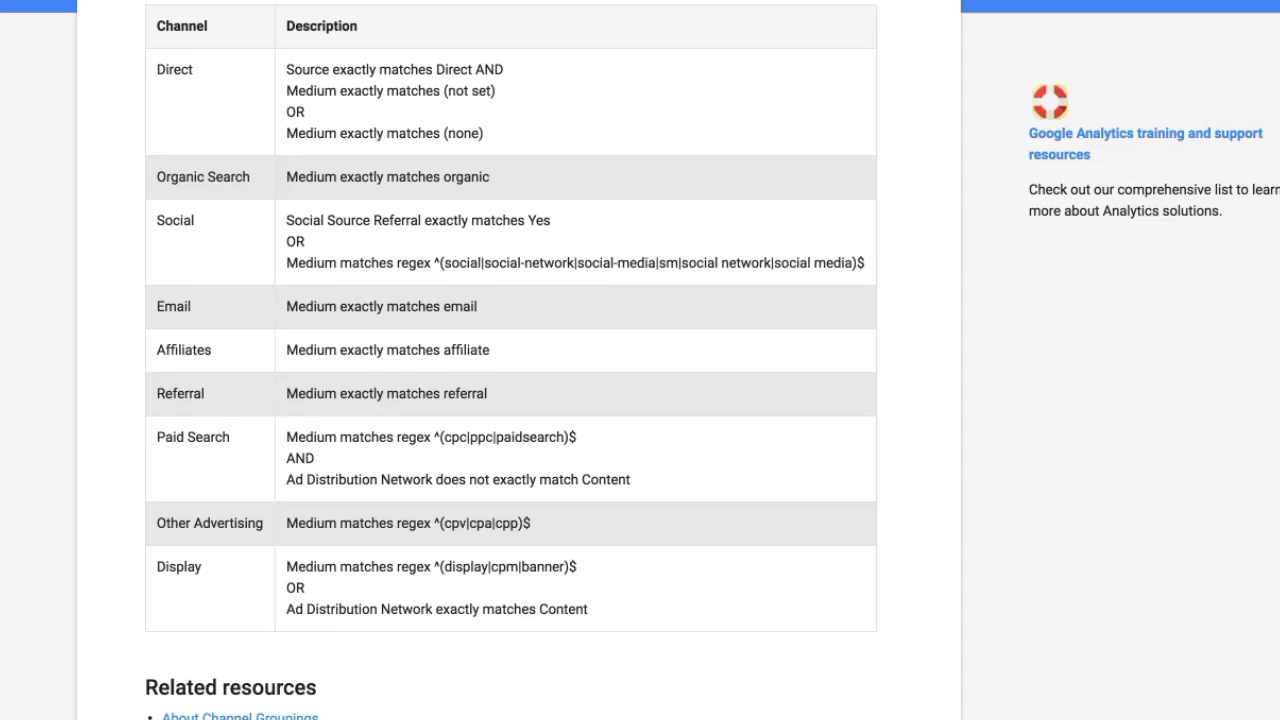 Channel Description
Direct Source exactly matches Direct AND
Medium exactly matches (not set)
OR
Medium exactly matches (none)
Organic Search Medium exactly matches organic
Social Social Source Referral exactly matches Yes
OR
Medium matches regex ^(social|social-network|social-media|sm|social network|social media)$
Email Medium exactly matches email
Affiliates Medium exactly matches affiliate
Referral Medium exactly matches referral
Paid Search Medium matches regex ^(cpc|ppc|paidsearch)$
AND
Ad Distribution Network does not exactly match Content
Other Advertising Medium matches regex ^(cpv|cpa|cpp)$
Display Medium matches regex ^(display|cpm|banner)$
OR
Ad Distribution Network exactly matches Content
Related resources
• About Channel Groupings
Google Analytics training and support
resources
Check out our comprehensive list to learn
more about Analytics solutions.